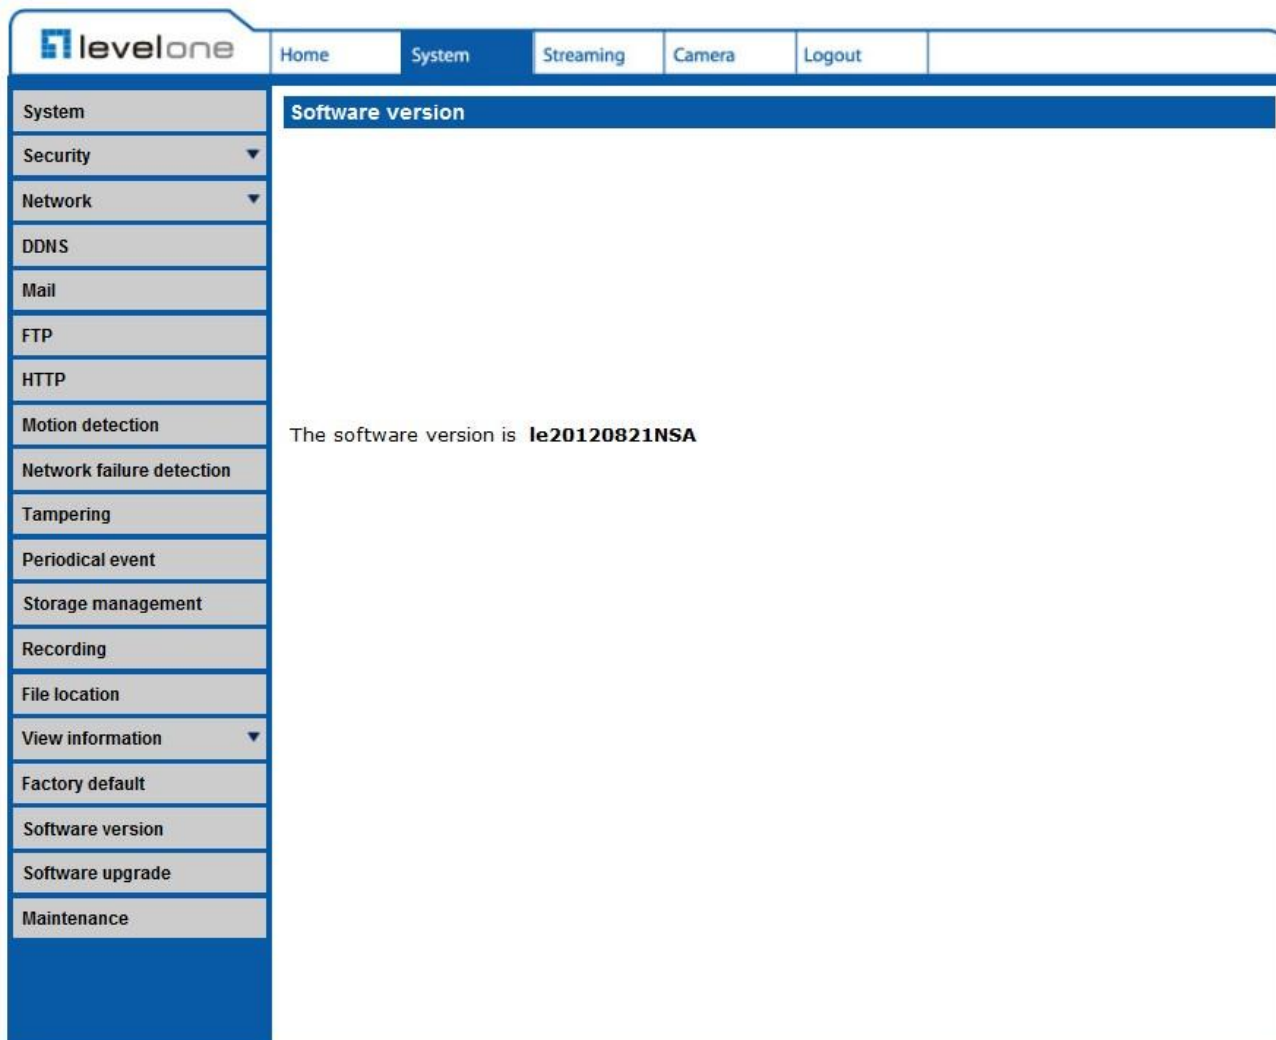 levelone
Home System Streaming Camera Logout
System
Security
Network
DDNS
Mail
FTP
HTTP
Motion detection
Network failure detection
Tampering
Periodical event
Storage management
Recording
File location
View information
Factory default
Software version
Software upgrade
Maintenance
Software version
The software version is le20120821NSA